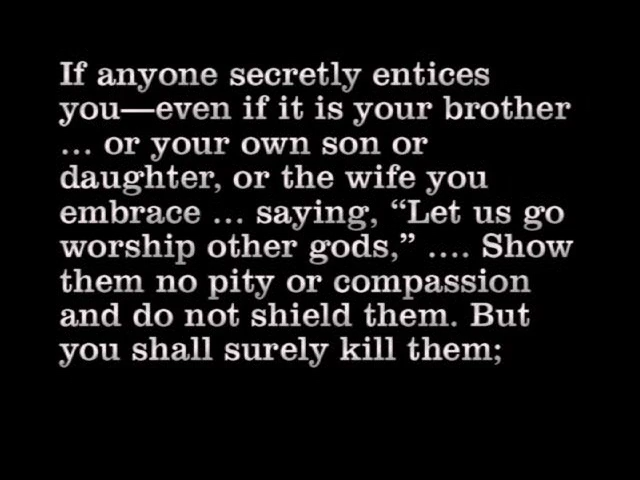 If anyone secretly entices
you—even if it is your brother
... or your own son or
daughter, or the wife you
embrace ... saying, “Let us go
worship other gods,” .... Show
them no pity or compassion
and do not shield them. But
you shall surely kill them;